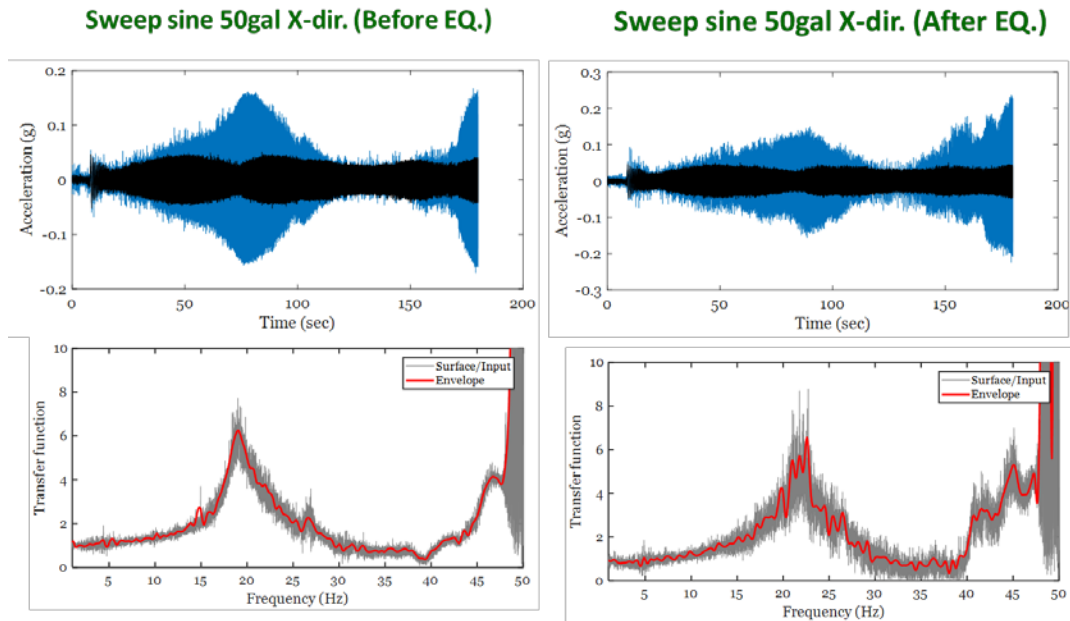 Sweep sine 50gal X-dir. (Before EQ.)
Sweep sine 50gal X-dir. (After EQ.)
0.2
0.1
0
-0.1
-0.2
Acceleration (g)
0 50 100 150 200
Time (sec)
0.3
0.2
0.1
0
-0.1
-0.2
-0.3
Acceleration (g)
0 50 100 150 200
Time (sec)
10
8
6
4
2
0
Transfer function
Surface/Input
Envelope
5 10 15 20 25 30 35 40 45 50
Frequency (Hz)
10
8
6
4
2
0
Transfer function
Surface/Input
Envelope
5 10 15 20 25 30 35 40 45 50
Frequency (Hz)